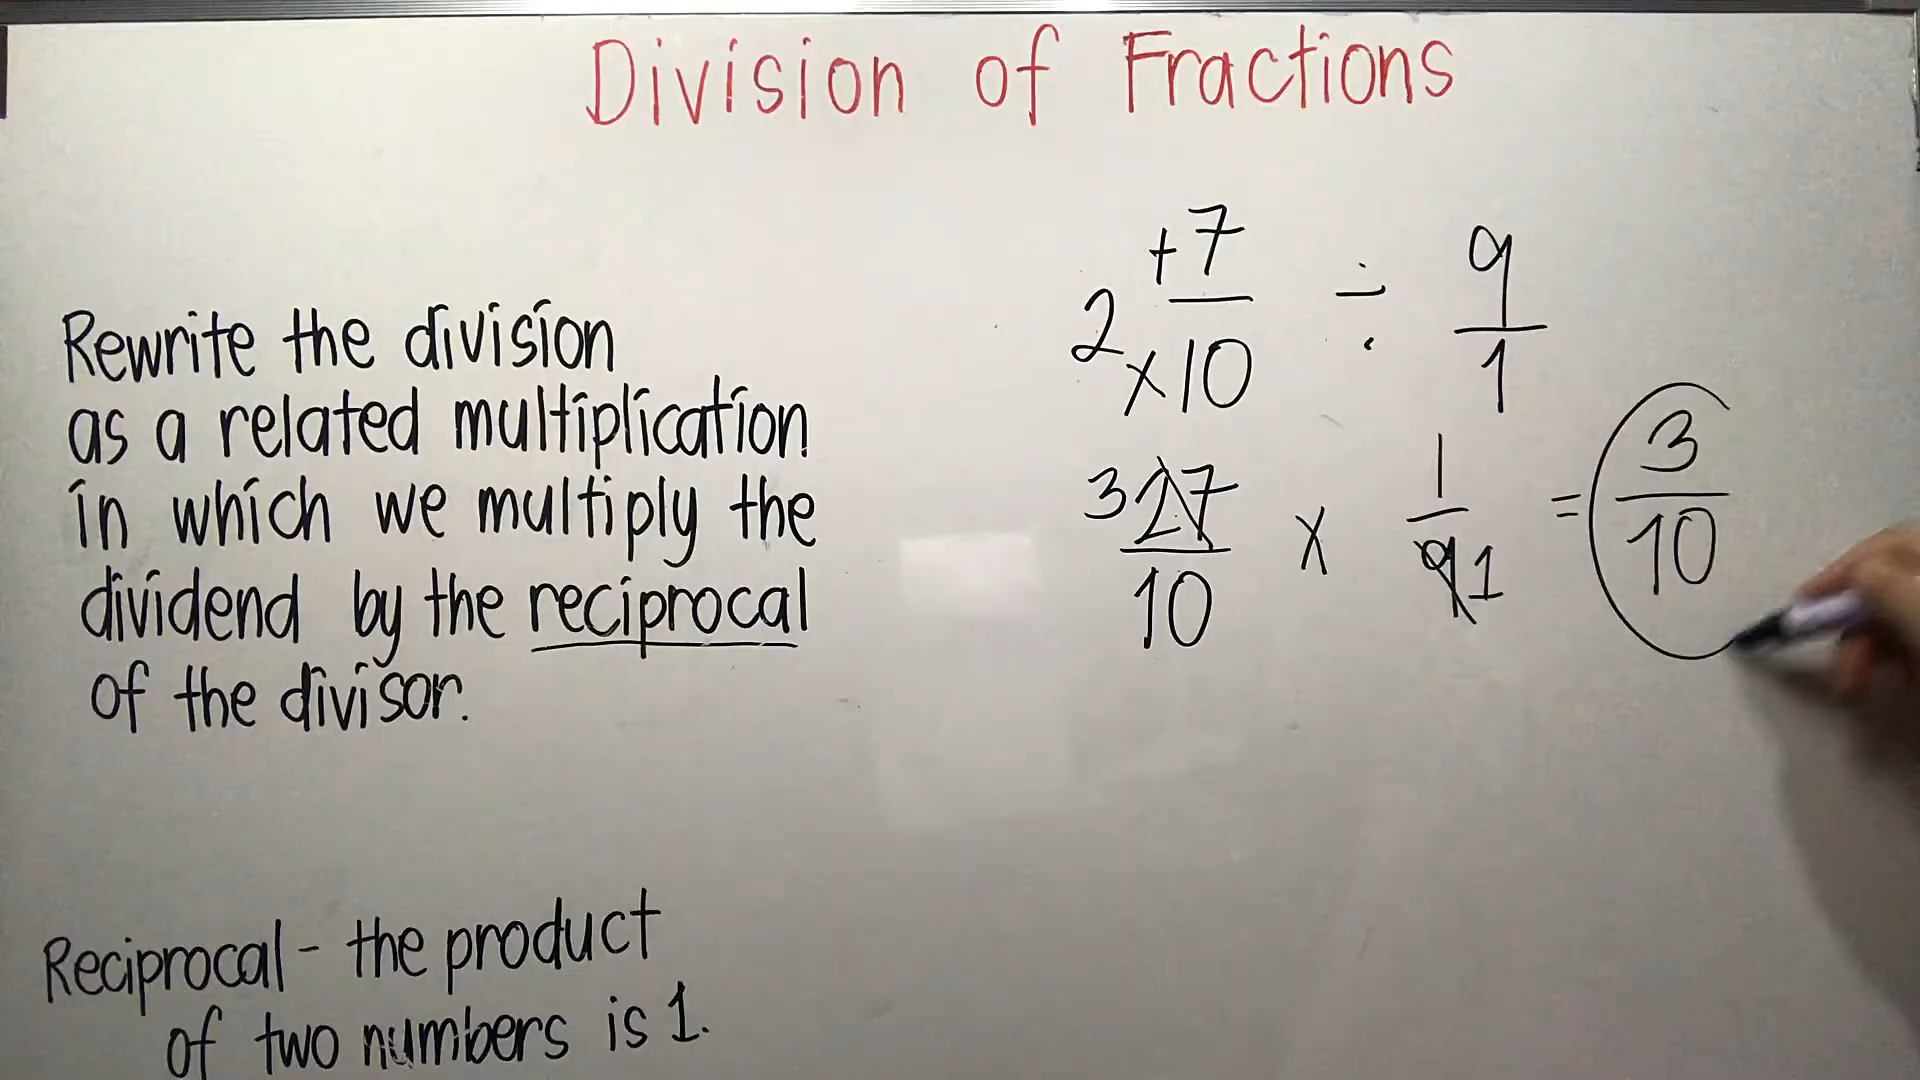 Division of Fractions
Rewrite the division
as a related multiplication
in which we multiply the
dividend by the reciprocal
of the divisor.
Reciprocal - the product
of two numbers is 1.
+7 9
2 — ÷ —
×10 1
3 27 1 3
— × — = —
10 9 1 10